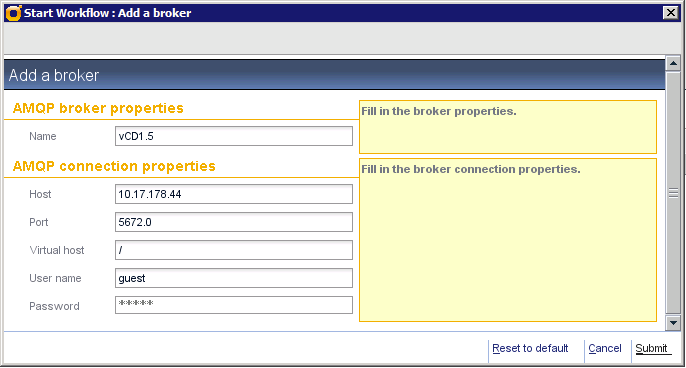 Start Workflow : Add a broker
Add a broker
AMQP broker properties
Fill in the broker properties.
Name
vCD1.5
AMQP connection properties
Fill in the broker connection properties.
Host
10.17.178.44
Port
5672.0
Virtual host
/
User name
guest
Password
*****
Reset to default
Cancel
Submit